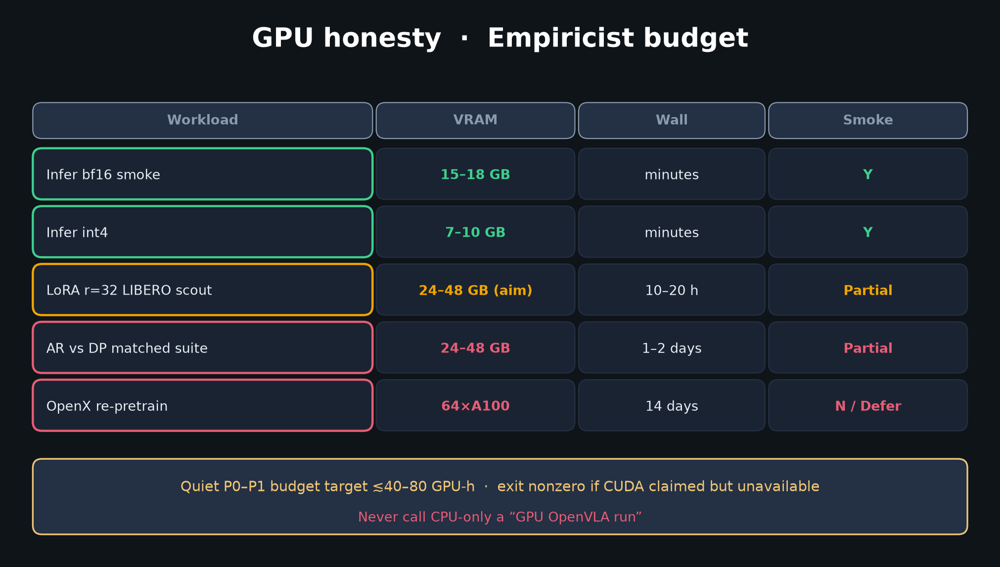 GPU honesty · Empiricist budget
Workload VRAM Wall Smoke
Infer bf16 smoke 15–18 GB minutes Y
Infer int4 7–10 GB minutes Y
LoRA r=32 LIBERO scout 24–48 GB (aim) 10–20 h Partial
AR vs DP matched suite 24–48 GB 1–2 days Partial
OpenX re-pretrain 64×A100 14 days N / Defer
Quiet P0–P1 budget target ≲40–80 GPU-h · exit nonzero if CUDA claimed but unavailable
Never call CPU-only a “GPU OpenVLA run”